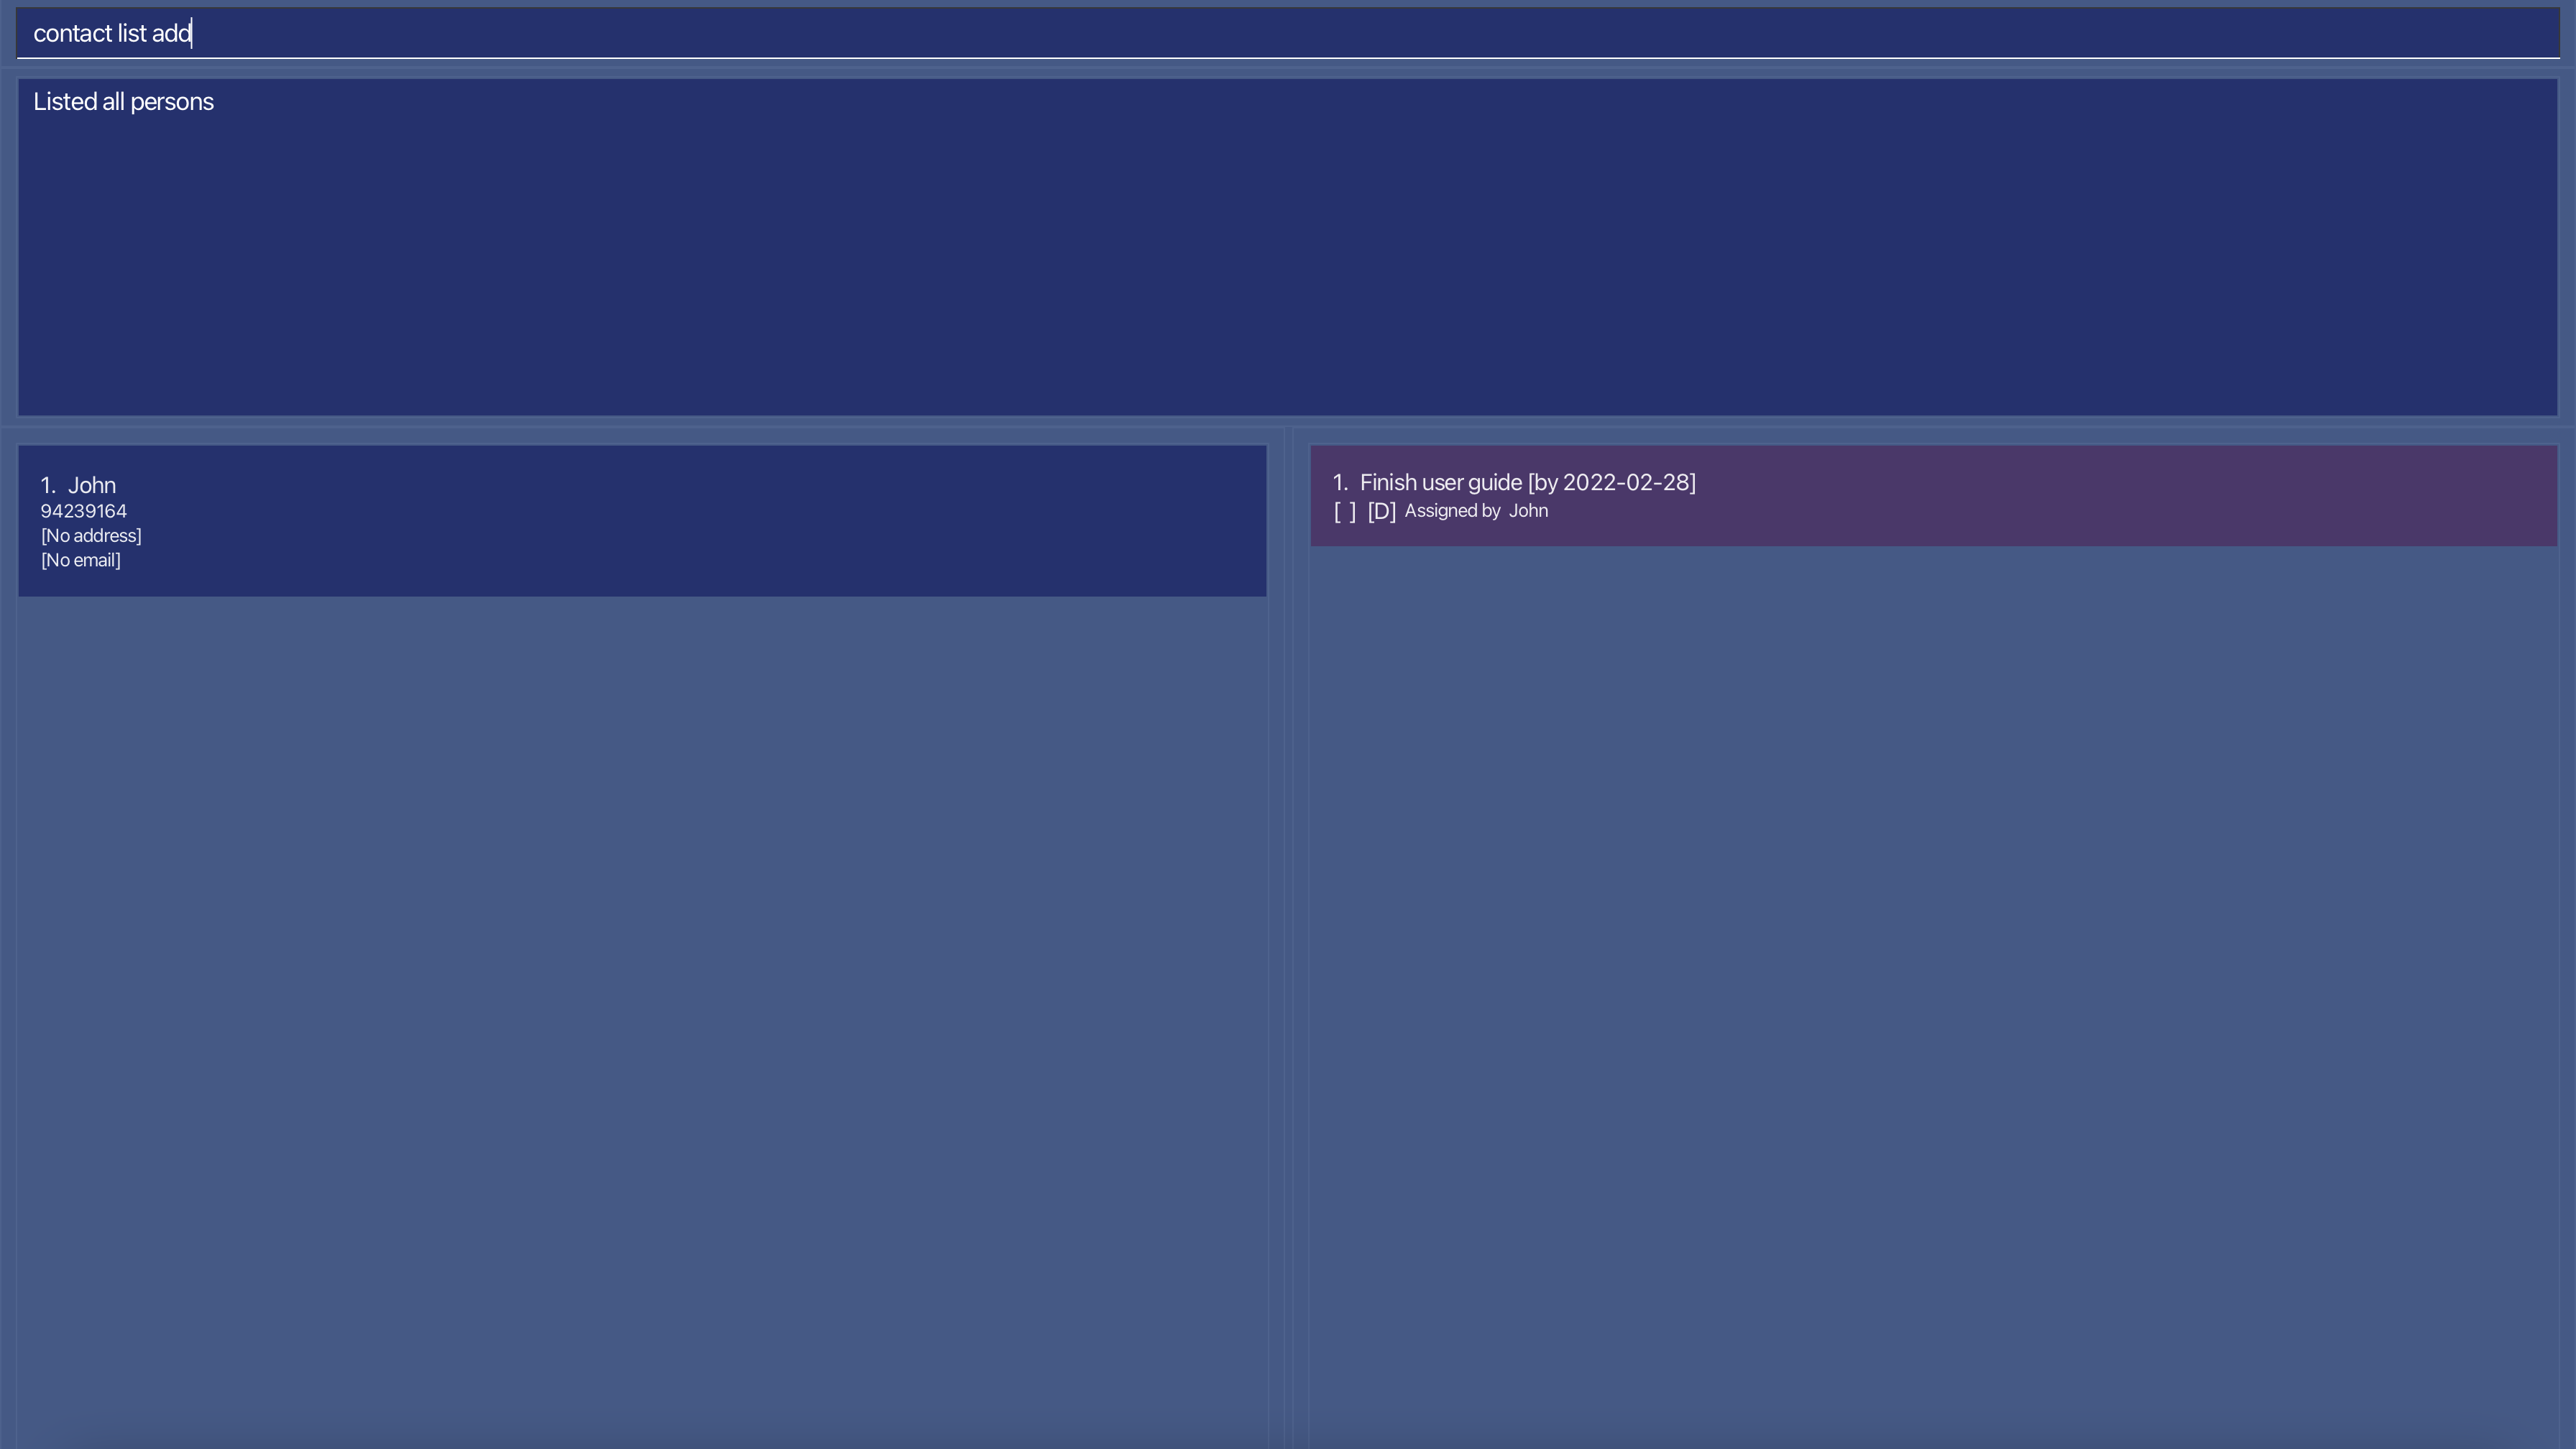 contact list add
Listed all persons
1. John
94239164
[No address]
[No email]
1. Finish user guide [by 2022-02-28]
[ ] [D] Assigned by John